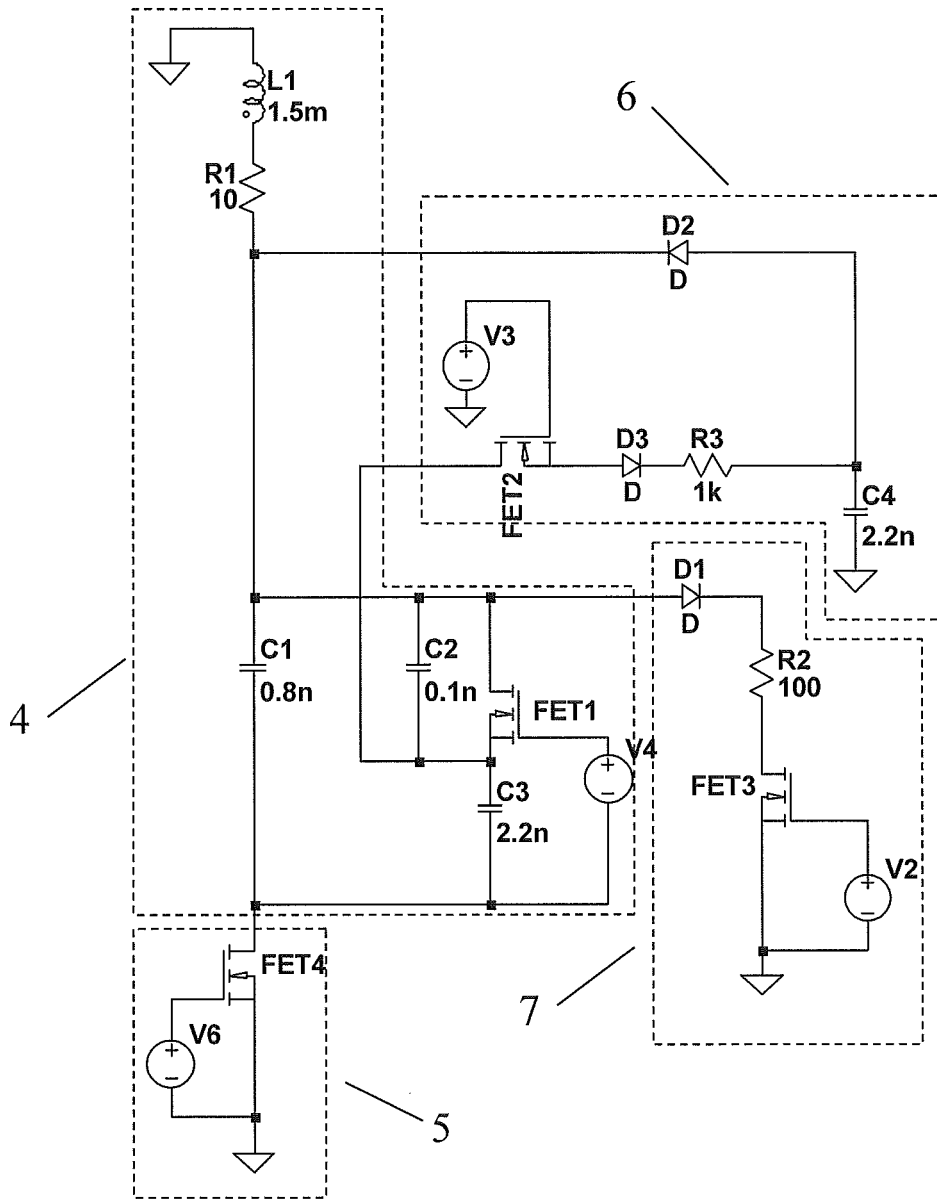 L1
1.5m
6
R1
10
D2
D
V3
+
−
D3
R3
D
1k
FET2
C4
2.2n
D1
D
C1
0.8n
C2
0.1n
R2
100
4
FET1
V4
+
−
C3
2.2n
FET3
V2
+
−
FET4
7
V6
+
−
5